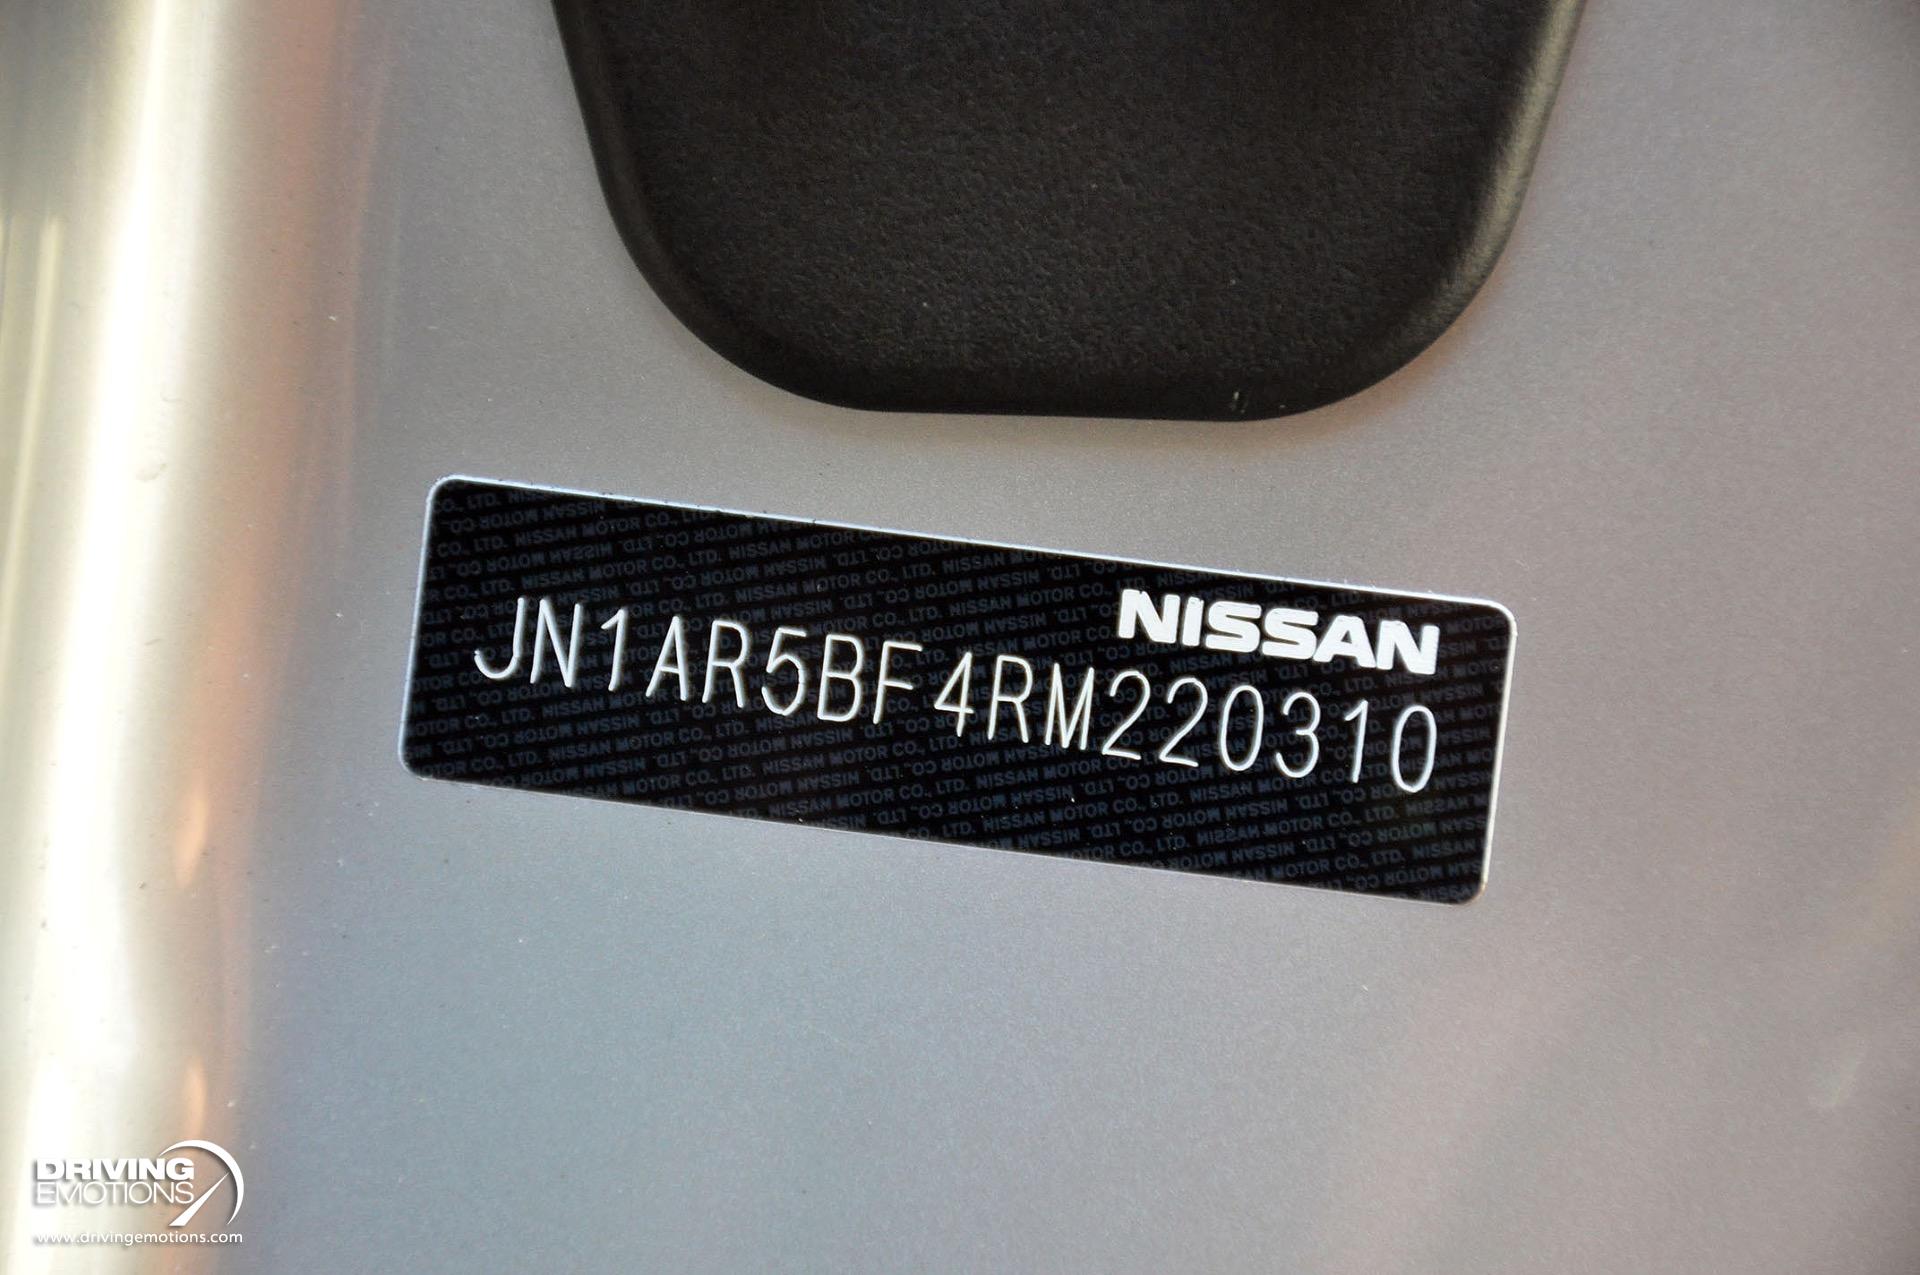 NISSAN
JN1AR5BF4RM220310
DRIVING
EMOTIONS
www.drivingemotions.com